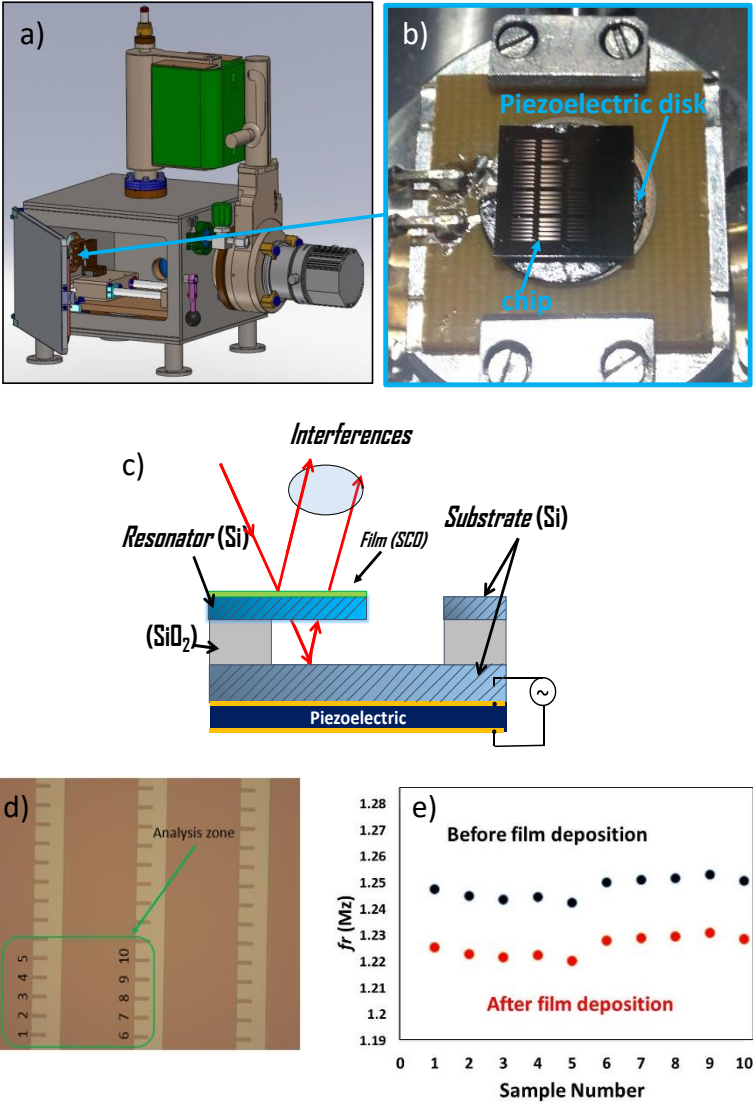 a)
b)
Piezoelectric disk
chip
c)
Interferences
Resonator (Si)
Film (SCO)
Substrate (Si)
(SiO₂)
~
Piezoelectric
d)
Analysis zone
5 10
4 9
3 8
2 7
1 6
e)
1.28
1.27
1.26
1.25
1.24
1.23
1.22
1.21
1.2
1.19
fr (Mz)
Before film deposition
After film deposition
0 1 2 3 4 5 6 7 8 9 10
Sample Number